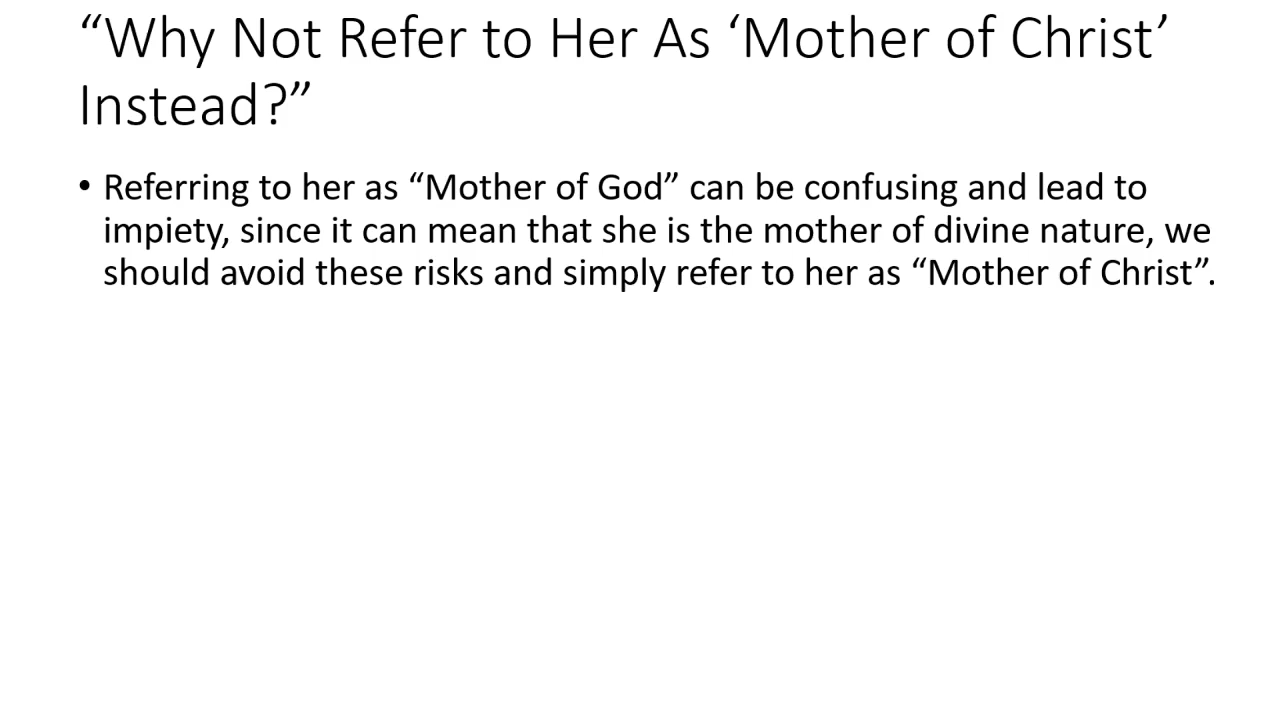 “Why Not Refer to Her As ‘Mother of Christ’
Instead?”
• Referring to her as “Mother of God” can be confusing and lead to
impiety, since it can mean that she is the mother of divine nature, we
should avoid these risks and simply refer to her as “Mother of Christ”.